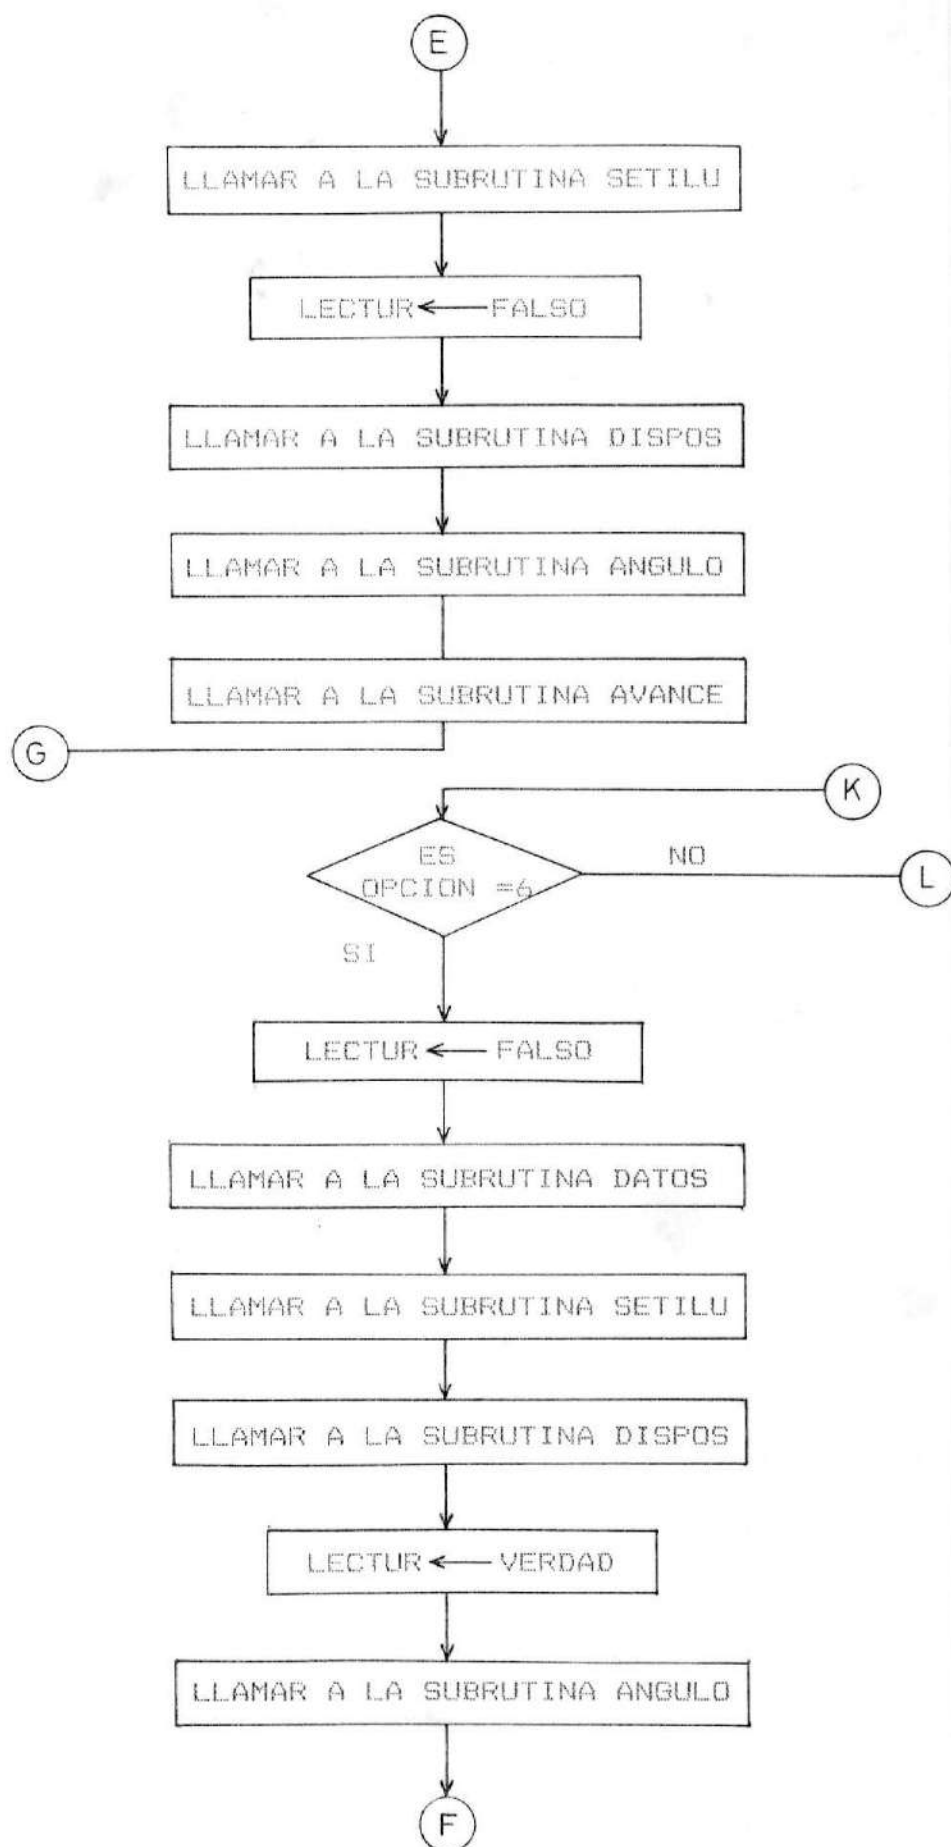 E
LLAMAR A LA SUBRUTINA SETILU
LECTUR ← FALSO
LLAMAR A LA SUBRUTINA DISPOS
LLAMAR A LA SUBRUTINA ANGULO
LLAMAR A LA SUBRUTINA AVANCE
G
K
ES
OPCION =6
NO
L
SI
LECTUR ← FALSO
LLAMAR A LA SUBRUTINA DATOS
LLAMAR A LA SUBRUTINA SETILU
LLAMAR A LA SUBRUTINA DISPOS
LECTUR ← VERDAD
LLAMAR A LA SUBRUTINA ANGULO
F